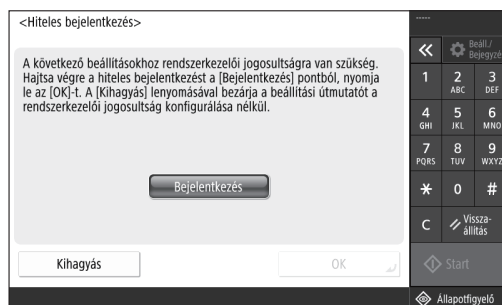 <Hiteles bejelentkezés>
A következő beállításokhoz rendszerkezelői jogosultságra van szükség.
Hajtsa végre a hiteles bejelentkezést a [Bejelentkezés] pontból, nyomja
le az [OK]-t. A [Kihagyás] lenyomásával bezárja a beállítási útmutatót a
rendszerkezelői jogosultság konfigurálása nélkül.
Bejelentkezés
Kihagyás
OK
-----
Beáll./
Bejegyzé
1 2 3
ABC DEF
4 5 6
GHI JKL MNO
7 8 9
PQRS TUV WXYZ
* 0 #
C Vissza-
állítás
Start
Állapotfigyelő